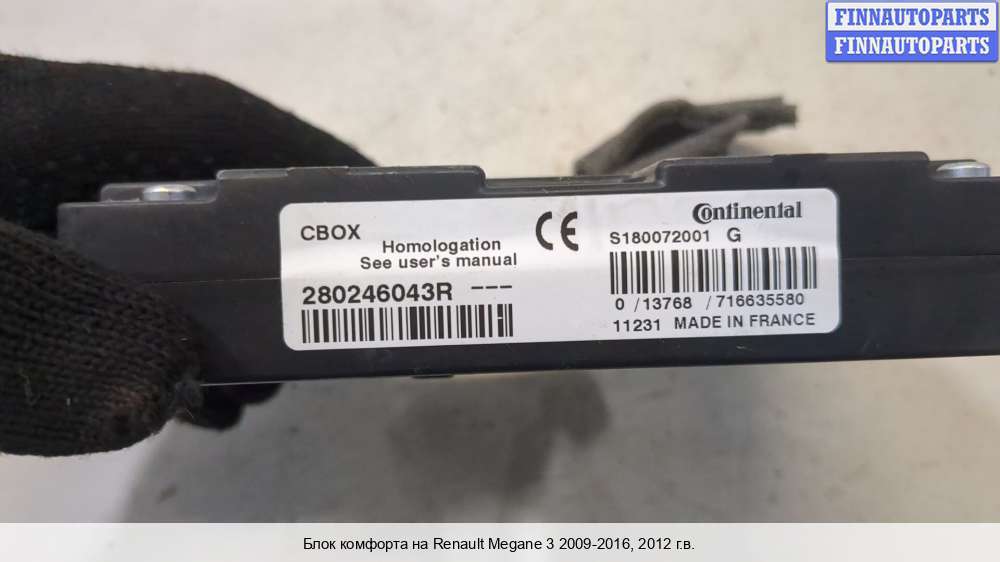 FINNAUTOPARTS
FINNAUTOPARTS
CBOX
Homologation
See user's manual
280246043R ---
CE
Continental
S180072001 G
0 /13768 /716635580
11231 MADE IN FRANCE
Блок комфорта на Renault Megane 3 2009-2016, 2012 г.в.